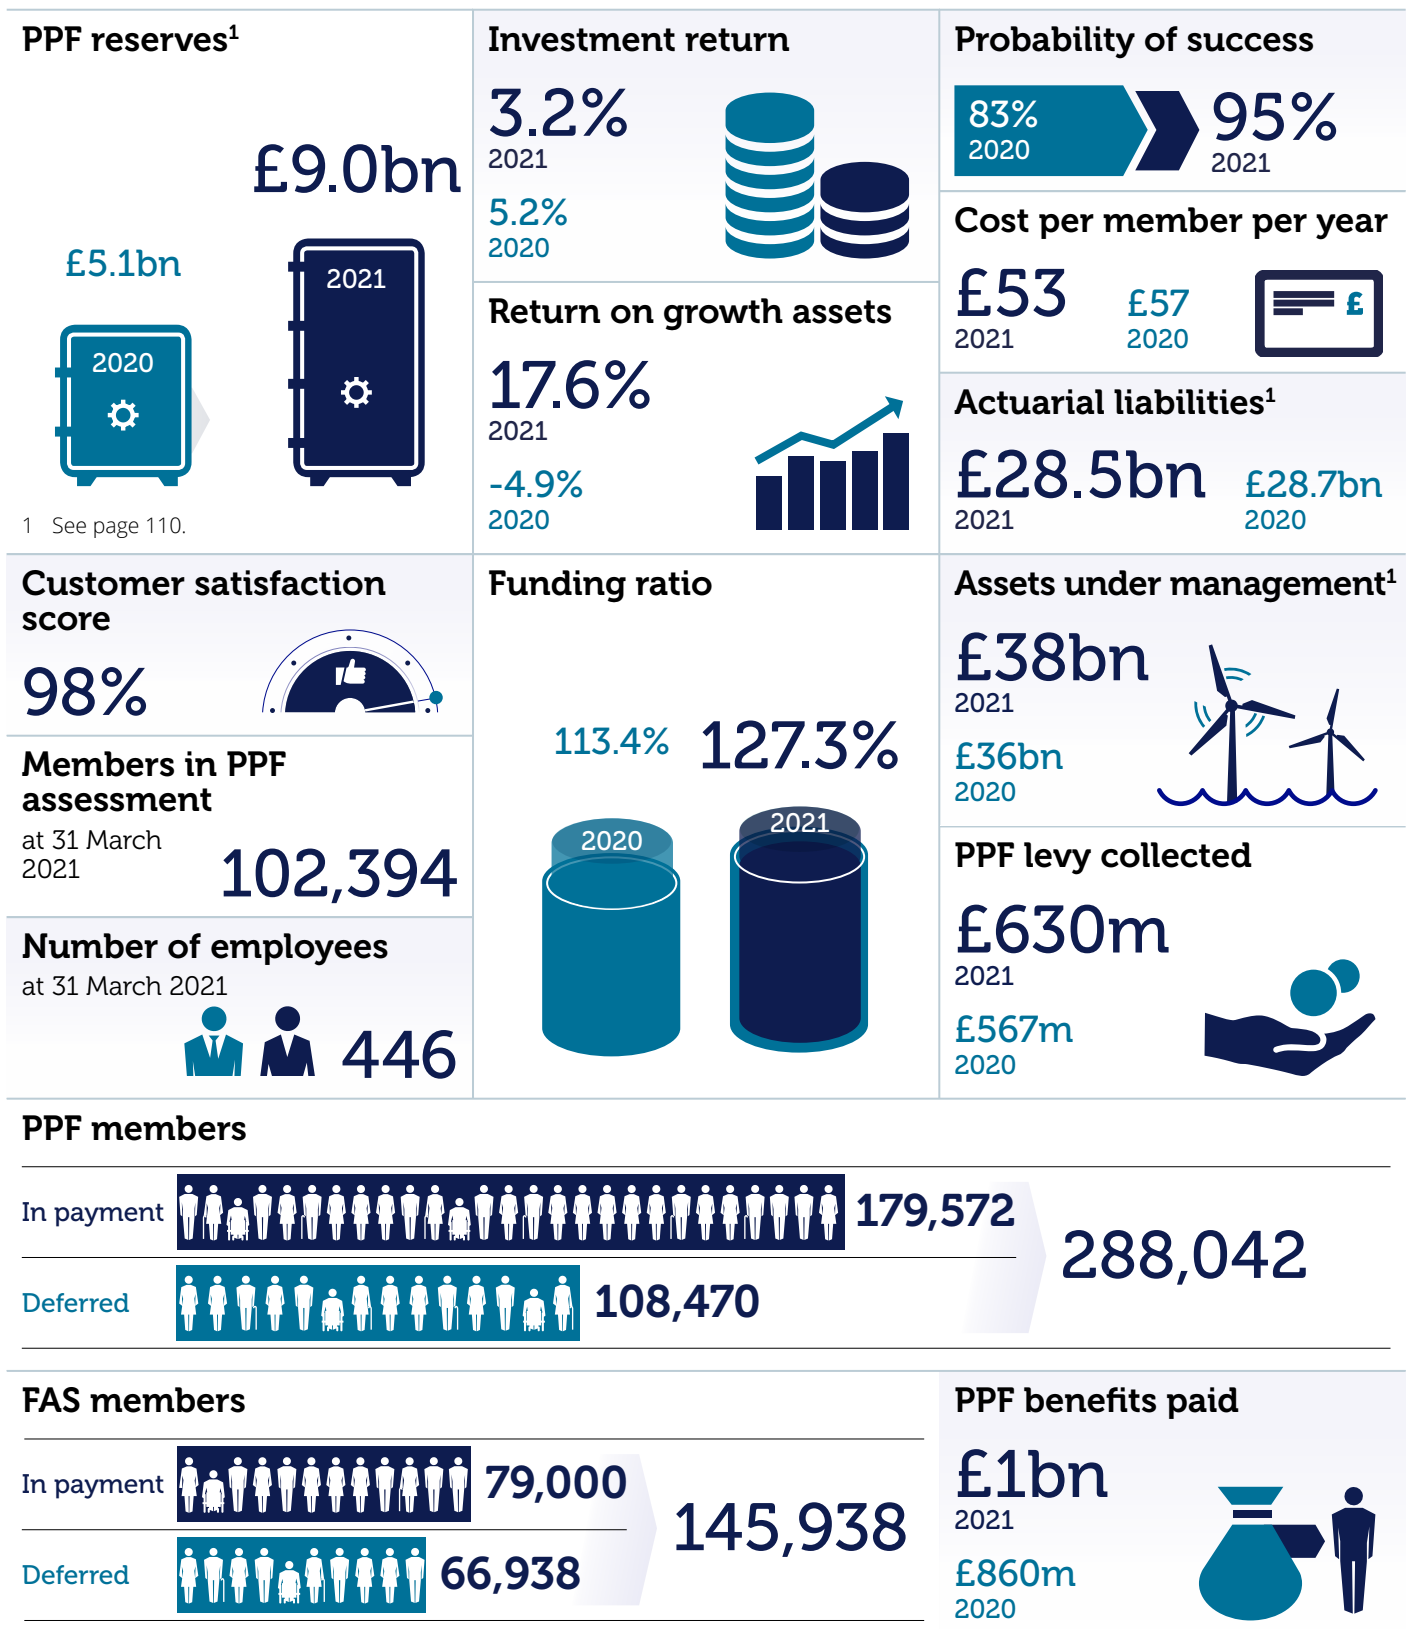 PPF reserves1
£9.0bn
£5.1bn
2021
2020
1 See page 110.
Investment return
3.2%
2021
5.2%
2020
Return on growth assets
17.6%
2021
-4.9%
2020
Probability of success
83%
2020
95%
2021
Cost per member per year
£53
2021
£57
2020
£
Actuarial liabilities1
£28.5bn
2021
£28.7bn
2020
Customer satisfaction
score
98%
Members in PPF
assessment
at 31 March
2021
102,394
Number of employees
at 31 March 2021
446
Funding ratio
113.4%
127.3%
2020
2021
Assets under management1
£38bn
2021
£36bn
2020
PPF levy collected
£630m
2021
£567m
2020
PPF members
In payment
179,572
Deferred
108,470
288,042
FAS members
In payment
79,000
Deferred
66,938
145,938
PPF benefits paid
£1bn
2021
£860m
2020